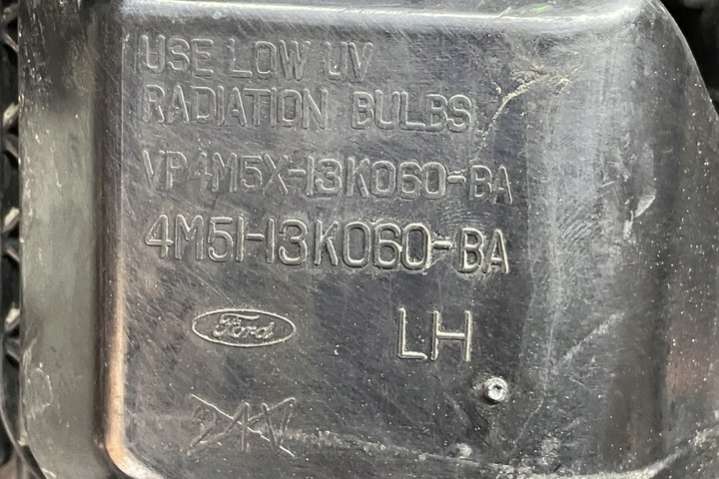 USE LOW UV
RADIATION BULBS
VP4M5X-13K060-BA
4M51-13K060-BA
Ford
LH